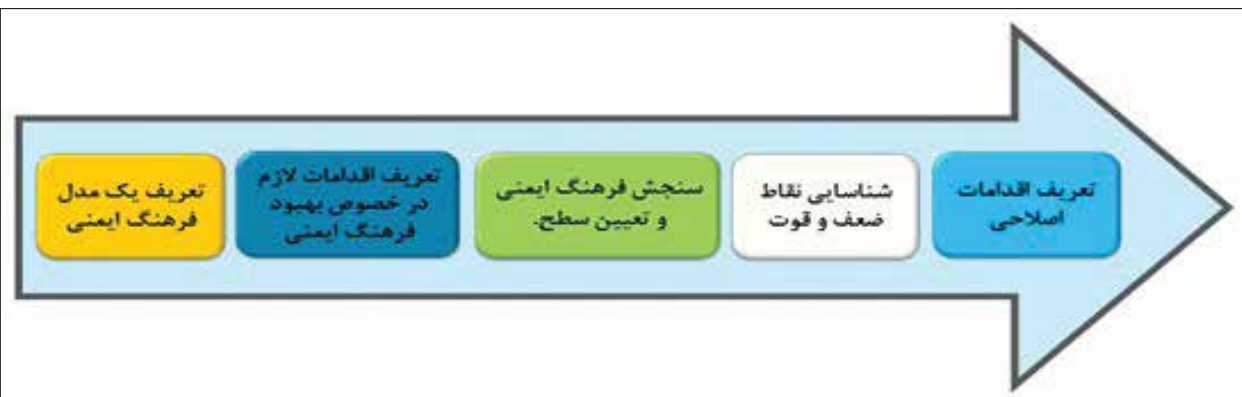 تعریف یک مدل
فرهنگ ایمنی
تعریف اقدامات لازم
در خصوص بهبود
فرهنگ ایمنی
سنجش فرهنگ ایمنی
و تعیین سطح.
شناسایی نقاط
ضعف و قوت
تعریف اقدامات
اصلاحی